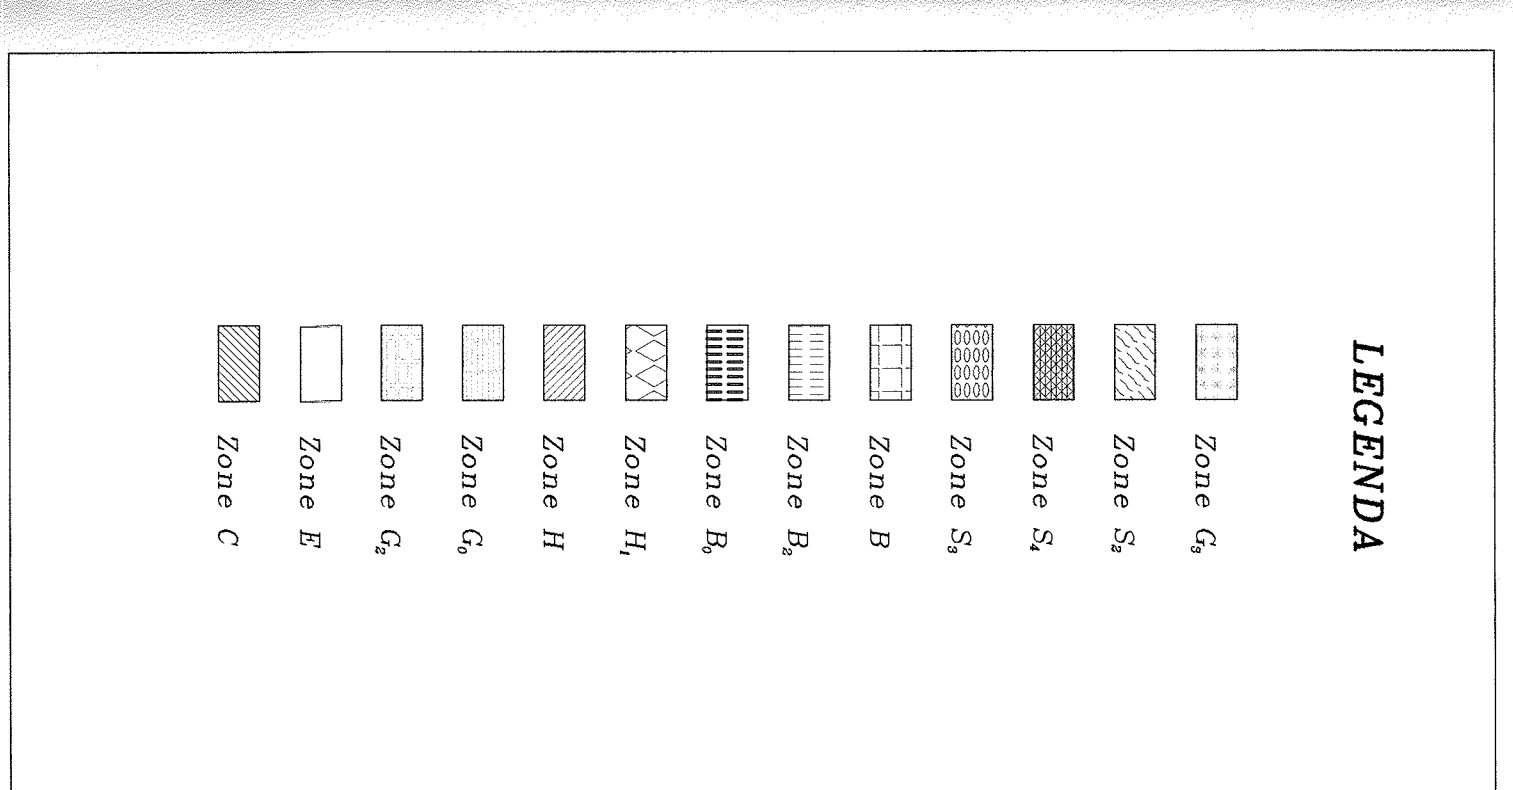 LEGENDA
Zone G₃
Zone S₂
Zone S₄
Zone S₃
Zone B
Zone B₂
Zone B₀
Zone H₁
Zone H
Zone G₀
Zone G₂
Zone E
Zone C